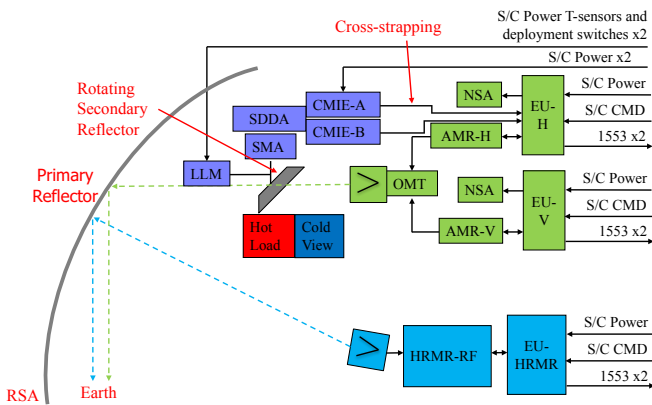 S/C Power T-sensors and
deployment switches x2
Cross-strapping
S/C Power x2
Rotating
Secondary
Reflector
SDDA
CMIE-A
CMIE-B
SMA
LLM
NSA
EU-
H
AMR-H
S/C Power
S/C CMD
1553 x2
Primary
Reflector
>
OMT
NSA
EU-
V
AMR-V
S/C Power
S/C CMD
1553 x2
Hot
Load
Cold
View
>
HRMR-RF
EU-
HRMR
S/C Power
S/C CMD
1553 x2
RSA
Earth